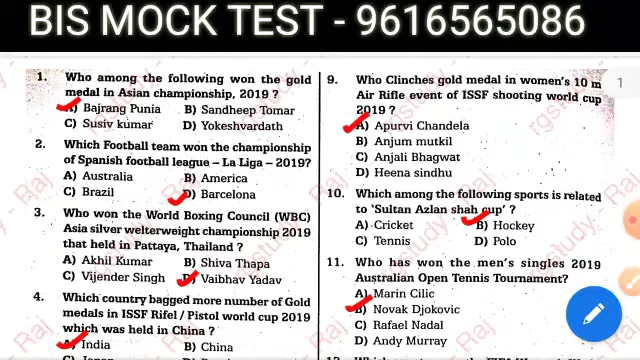 BIS MOCK TEST - 9616565086
1. Who among the following won the gold
medal in Asian championship, 2019 ?
A) Bajrang Punia B) Sandheep Tomar
C) Susiv kumar D) Yokeshvardath
2. Which Football team won the championship
of Spanish football league – La Liga – 2019?
A) Australia B) America
C) Brazil D) Barcelona
3. Who won the World Boxing Council (WBC)
Asia silver welterweight championship 2019
that held in Pattaya, Thailand ?
A) Akhil Kumar B) Shiva Thapa
C) Vijender Singh D) Vaibhav Yadav
4. Which country bagged more number of Gold
medals in ISSF Rifel / Pistol world cup 2019
which was held in China ?
A) India B) China
9. Who Clinches gold medal in women's 10 m
Air Rifle event of ISSF shooting world cup
2019 ?
A) Apurvi Chandela
B) Anjum mutkil
C) Anjali Bhagwat
D) Heena sindhu
10. Which among the following sports is related
to 'Sultan Azlan shah cup' ?
A) Cricket B) Hockey
C) Tennis D) Polo
11. Who has won the men's singles 2019
Australian Open Tennis Tournament?
A) Marin Cilic
B) Novak Djokovic
C) Rafael Nadal
D) Andy Murray
1